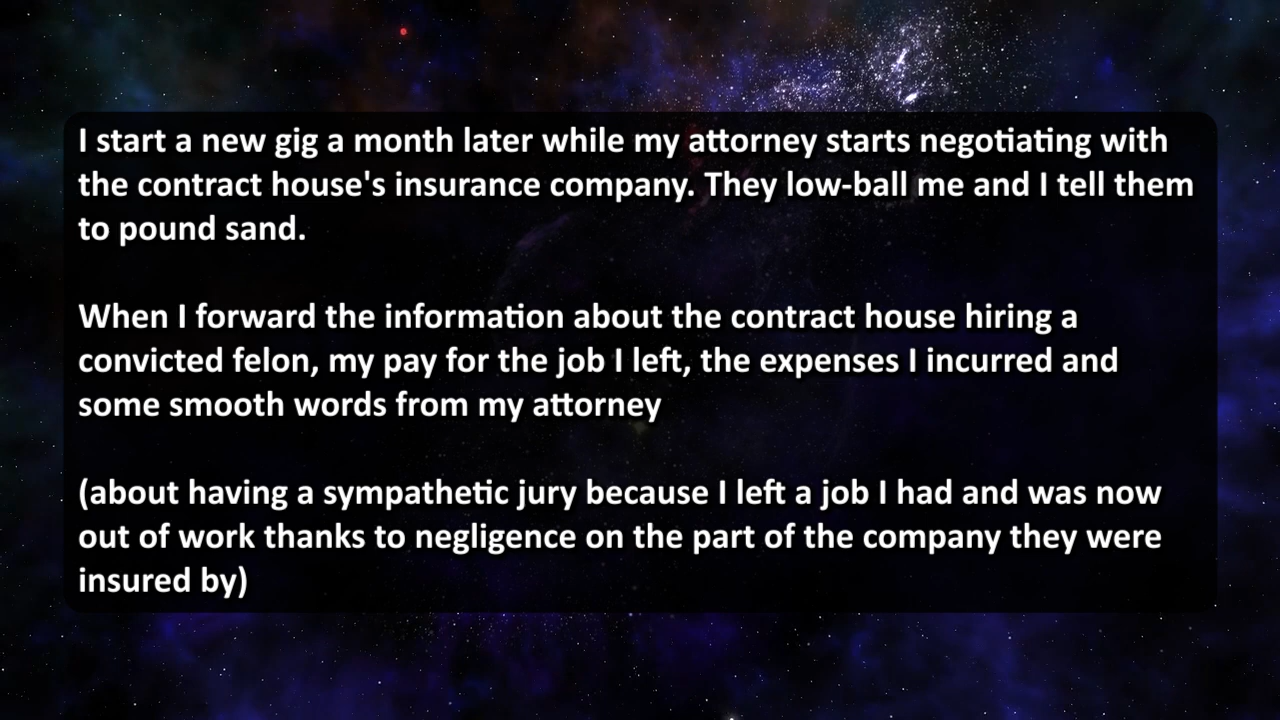 I start a new gig a month later while my attorney starts negotiating with
the contract house's insurance company. They low-ball me and I tell them
to pound sand.
When I forward the information about the contract house hiring a
convicted felon, my pay for the job I left, the expenses I incurred and
some smooth words from my attorney
(about having a sympathetic jury because I left a job I had and was now
out of work thanks to negligence on the part of the company they were
insured by)